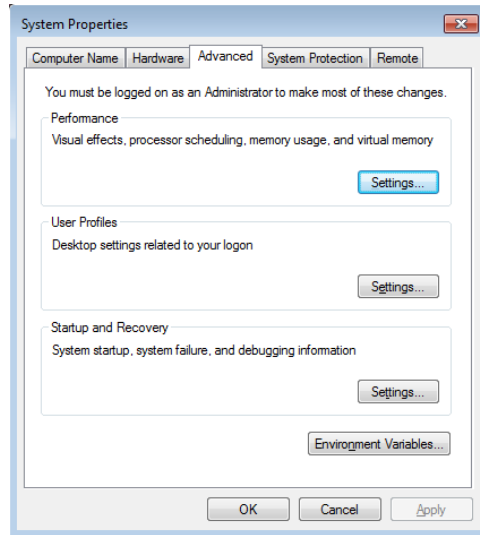 System Properties
Computer Name Hardware Advanced System Protection Remote
You must be logged on as an Administrator to make most of these changes.
Performance
Visual effects, processor scheduling, memory usage, and virtual memory
Settings...
User Profiles
Desktop settings related to your logon
Settings...
Startup and Recovery
System startup, system failure, and debugging information
Settings...
Environment Variables...
OK Cancel Apply